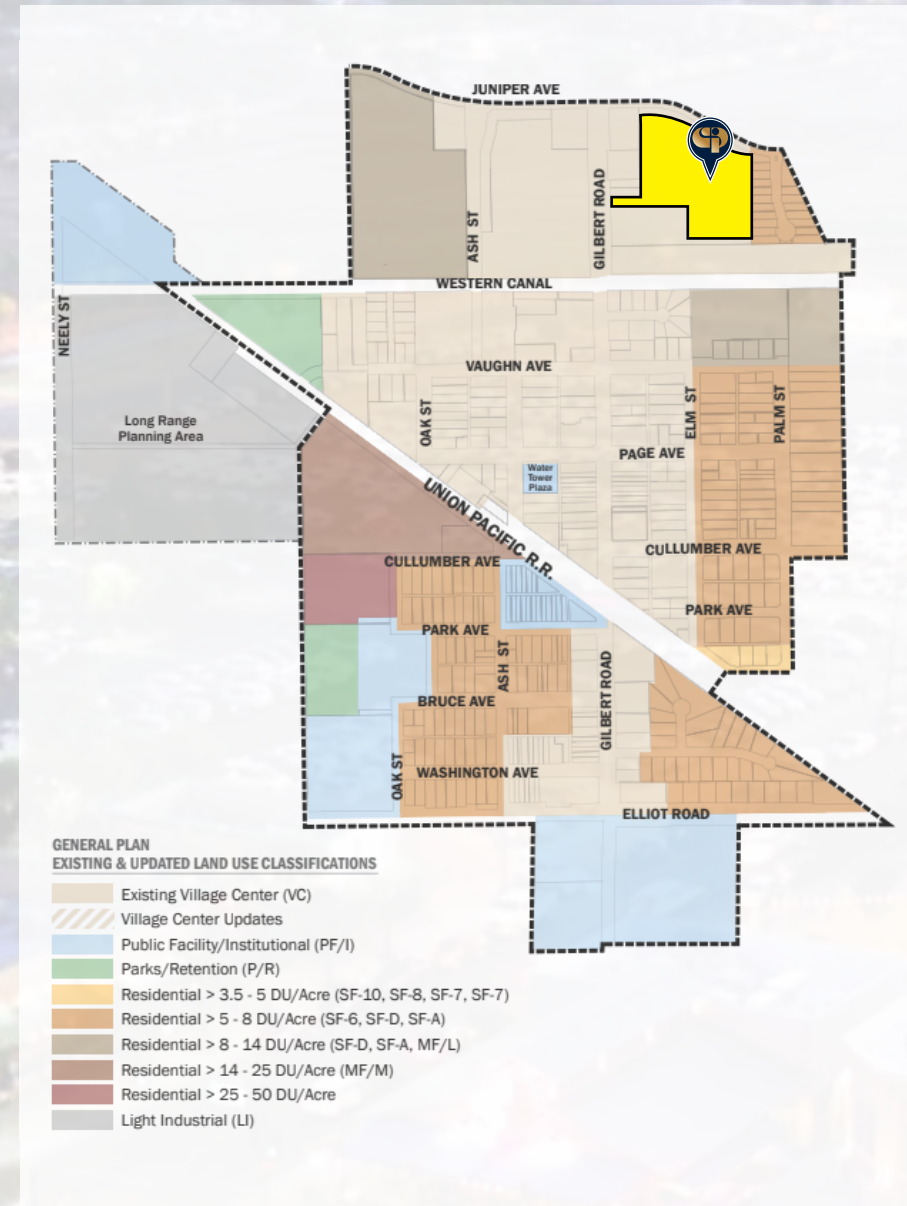 JUNIPER AVE
ASH ST
GILBERT ROAD
WESTERN CANAL
NEELY ST
VAUGHN AVE
Long Range
Planning Area
OAK ST
ELM ST
PALM ST
PAGE AVE
Water
Tower
Plaza
UNION PACIFIC R.R.
CULLUMBER AVE
CULLUMBER AVE
PARK AVE
PARK AVE
ASH ST
GILBERT ROAD
BRUCE AVE
OAK ST
WASHINGTON AVE
ELLIOT ROAD
GENERAL PLAN
EXISTING & UPDATED LAND USE CLASSIFICATIONS
Existing Village Center (VC)
Village Center Updates
Public Facility/Institutional (PF/I)
Parks/Retention (P/R)
Residential > 3.5 - 5 DU/Acre (SF-10, SF-8, SF-7, SF-7)
Residential > 5 - 8 DU/Acre (SF-6, SF-D, SF-A)
Residential > 8 - 14 DU/Acre (SF-D, SF-A, MF/L)
Residential > 14 - 25 DU/Acre (MF/M)
Residential > 25 - 50 DU/Acre
Light Industrial (LI)